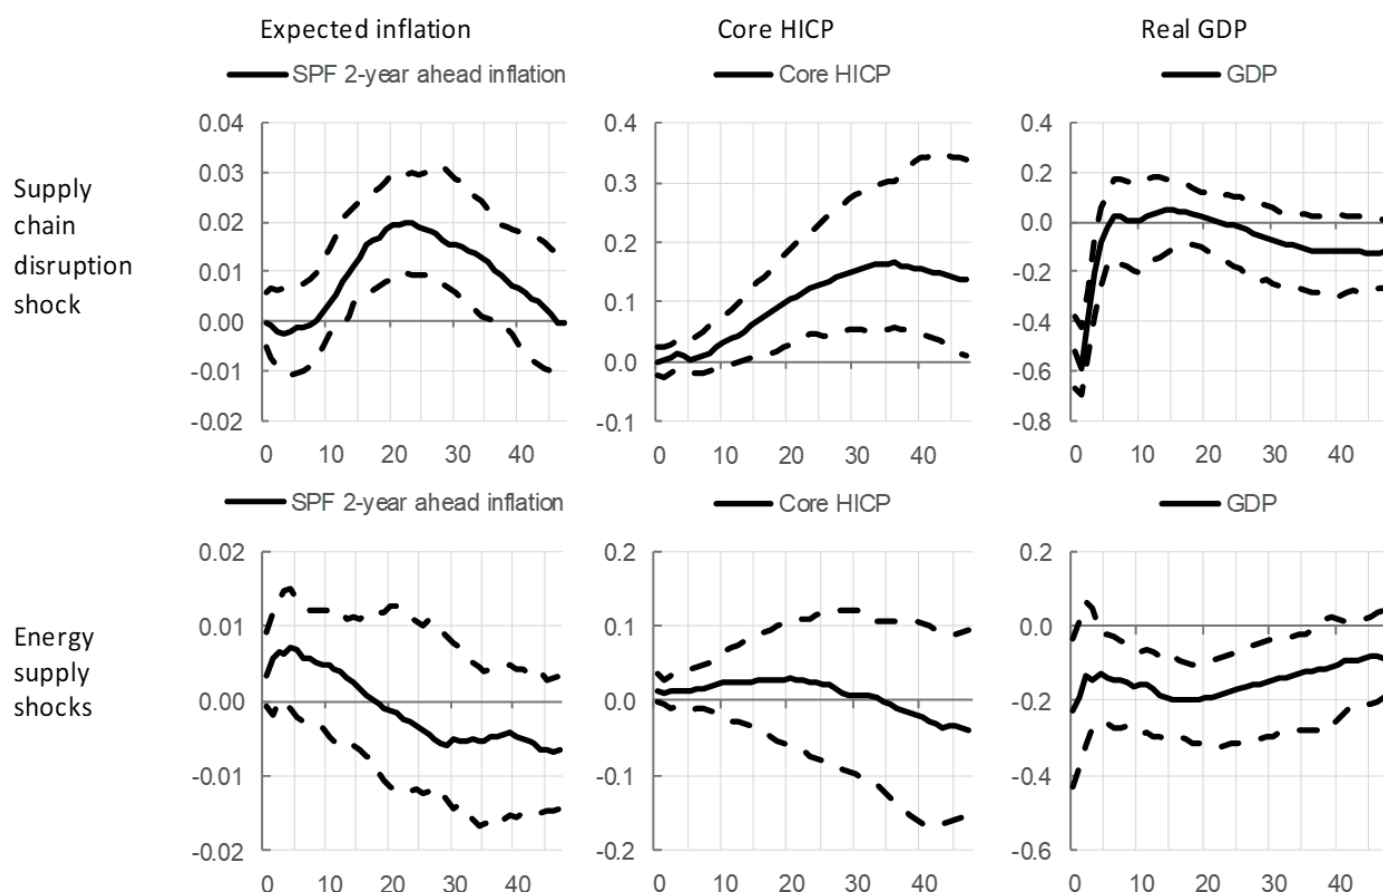 Expected inflation
Core HICP
Real GDP
SPF 2-year ahead inflation
Core HICP
GDP
Supply
chain
disruption
shock
0.04
0.03
0.02
0.01
0.00
-0.01
-0.02
0 10 20 30 40
0.4
0.3
0.2
0.1
0.0
-0.1
0 10 20 30 40
0.4
0.2
0.0
-0.2
-0.4
-0.6
-0.8
0 10 20 30 40
SPF 2-year ahead inflation
Core HICP
GDP
Energy
supply
shocks
0.02
0.01
0.00
-0.01
-0.02
0 10 20 30 40
0.2
0.1
0.0
-0.1
-0.2
0 10 20 30 40
0.2
0.0
-0.2
-0.4
-0.6
0 10 20 30 40